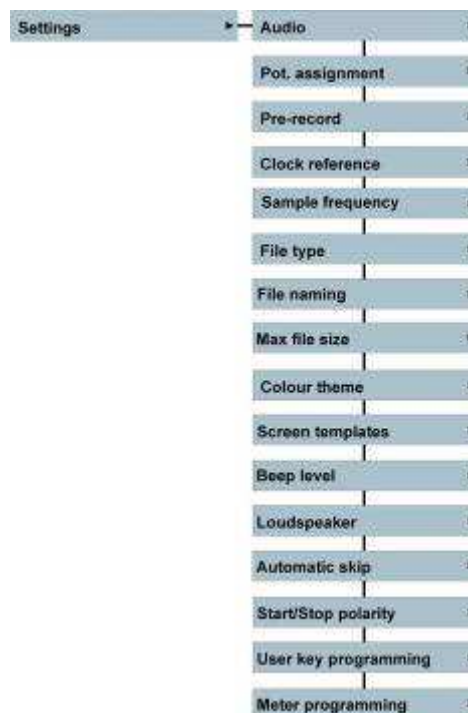 Settings
Audio
Pot. assignment
Pre-record
Clock reference
Sample frequency
File type
File naming
Max file size
Colour theme
Screen templates
Beep level
Loudspeaker
Automatic skip
Start/Stop polarity
User key programming
Meter programming